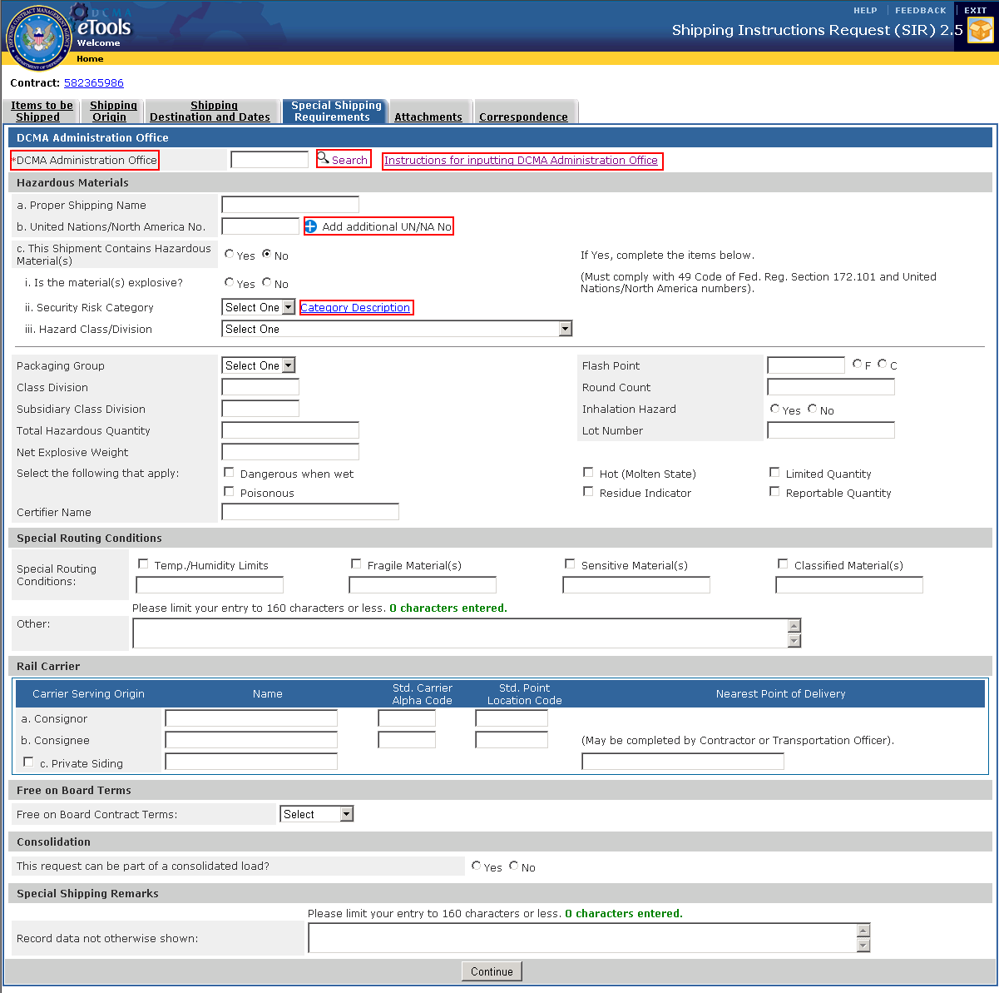 HELP FEEDBACK EXIT
DCMA
eTools
Welcome
Shipping Instructions Request (SIR) 2.5
Home
Contract: 582365986
Items to be Shipped
Shipping Origin
Shipping Destination and Dates
Special Shipping Requirements
Attachments
Correspondence
DCMA Administration Office
*DCMA Administration Office Search Instructions for inputting DCMA Administration Office
Hazardous Materials
a. Proper Shipping Name
b. United Nations/North America No. Add additional UN/NA No
c. This Shipment Contains Hazardous Material(s) Yes No If Yes, complete the items below.
i. Is the material(s) explosive? Yes No (Must comply with 49 Code of Fed. Reg. Section 172.101 and United Nations/North America numbers).
ii. Security Risk Category Select One Category Description
iii. Hazard Class/Division Select One
Packaging Group Select One Flash Point F C
Class Division Round Count
Subsidiary Class Division Inhalation Hazard Yes No
Total Hazardous Quantity Lot Number
Net Explosive Weight
Select the following that apply: Dangerous when wet Hot (Molten State) Limited Quantity
Poisonous Residue Indicator Reportable Quantity
Certifier Name
Special Routing Conditions
Special Routing Conditions: Temp./Humidity Limits Fragile Material(s) Sensitive Material(s) Classified Material(s)
Please limit your entry to 160 characters or less. 0 characters entered.
Other:
Rail Carrier
Carrier Serving Origin Name Std. Carrier Alpha Code Std. Point Location Code Nearest Point of Delivery
a. Consignor
b. Consignee (May be completed by Contractor or Transportation Officer).
c. Private Siding
Free on Board Terms
Free on Board Contract Terms: Select
Consolidation
This request can be part of a consolidated load? Yes No
Special Shipping Remarks
Please limit your entry to 160 characters or less. 0 characters entered.
Record data not otherwise shown:
Continue